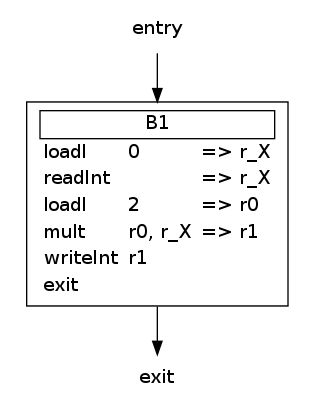 entry
B1
loadI 0 => r_X
readInt => r_X
loadI 2 => r0
mult r0, r_X => r1
writeInt r1
exit
exit